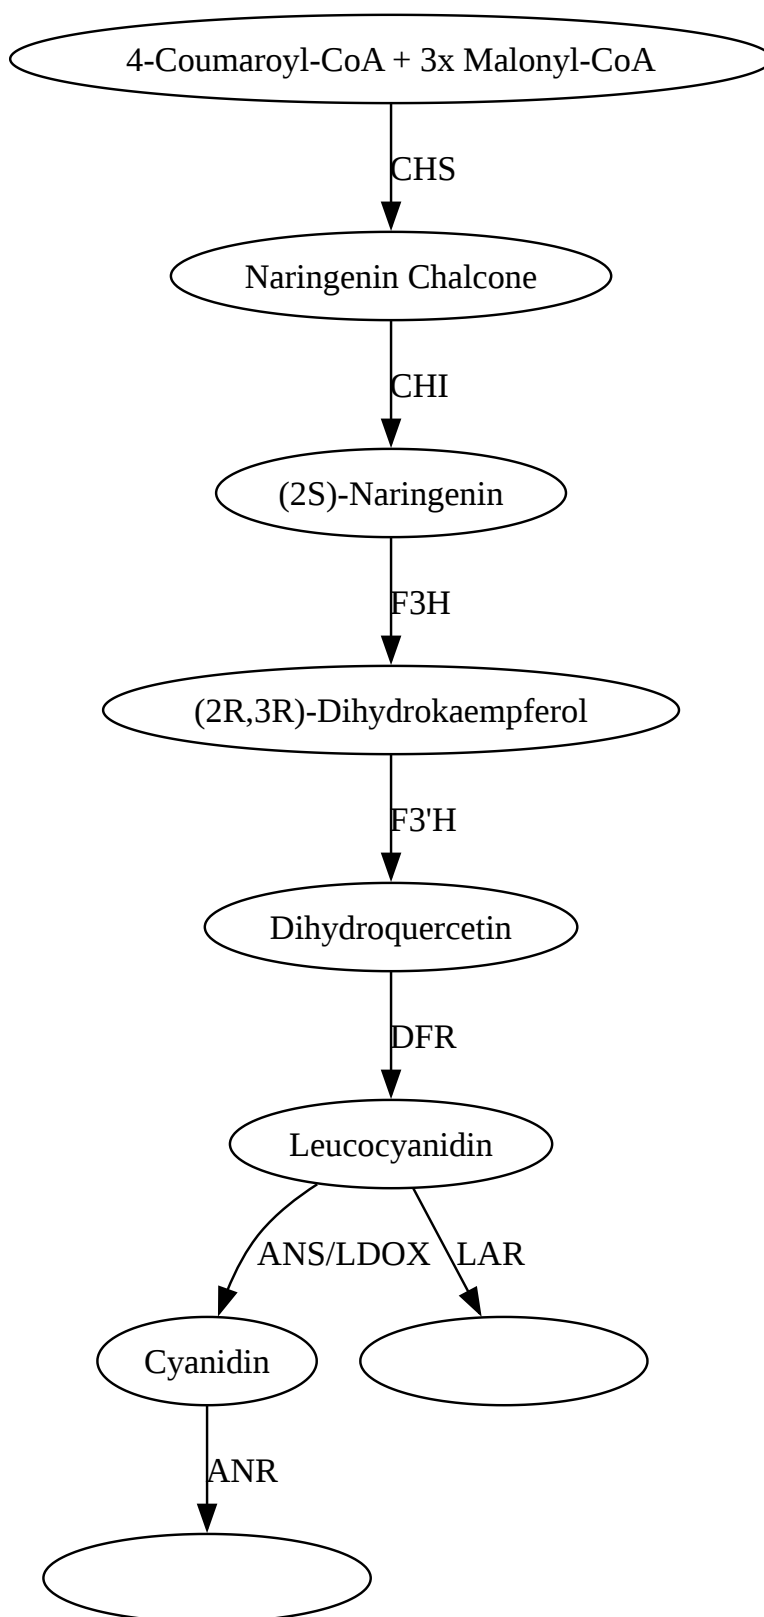 4-Coumaroyl-CoA + 3x Malonyl-CoA
CHS
Naringenin Chalcone
CHI
(2S)-Naringenin
F3H
(2R,3R)-Dihydrokaempferol
F3'H
Dihydroquercetin
DFR
Leucocyanidin
ANS/LDOX LAR
Cyanidin
ANR